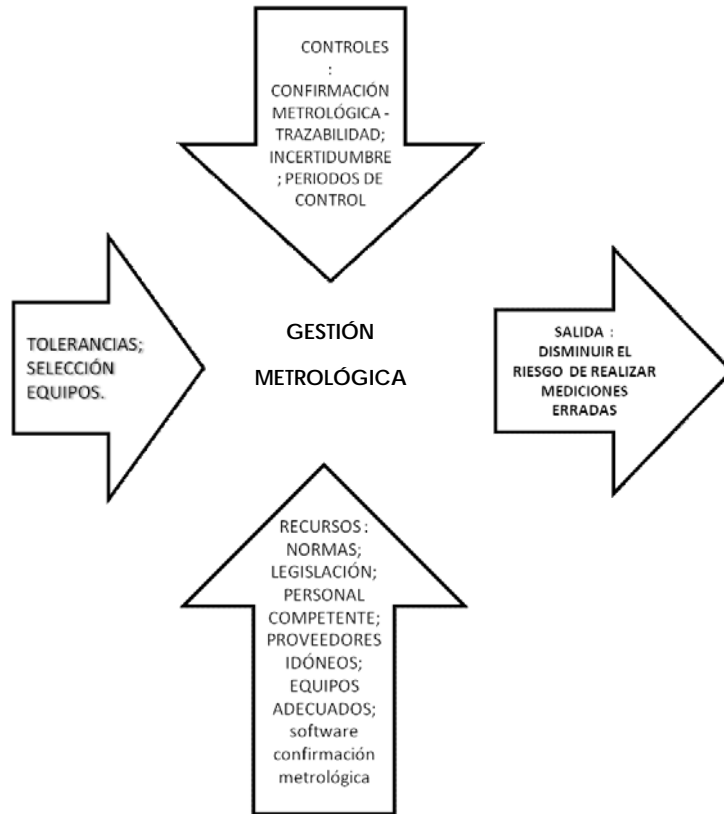 CONTROLES
:
CONFIRMACIÓN
METROLÓGICA -
TRAZABILIDAD;
INCERTIDUMBRE
; PERIODOS DE
CONTROL
TOLERANCIAS;
SELECCIÓN
EQUIPOS.
GESTIÓN
METROLÓGICA
SALIDA :
DISMINUIR EL
RIESGO DE REALIZAR
MEDICIONES
ERRADAS
RECURSOS :
NORMAS;
LEGISLACIÓN;
PERSONAL
COMPETENTE;
PROVEEDORES
IDÓNEOS;
EQUIPOS
ADECUADOS;
software
confirmación
metrológica